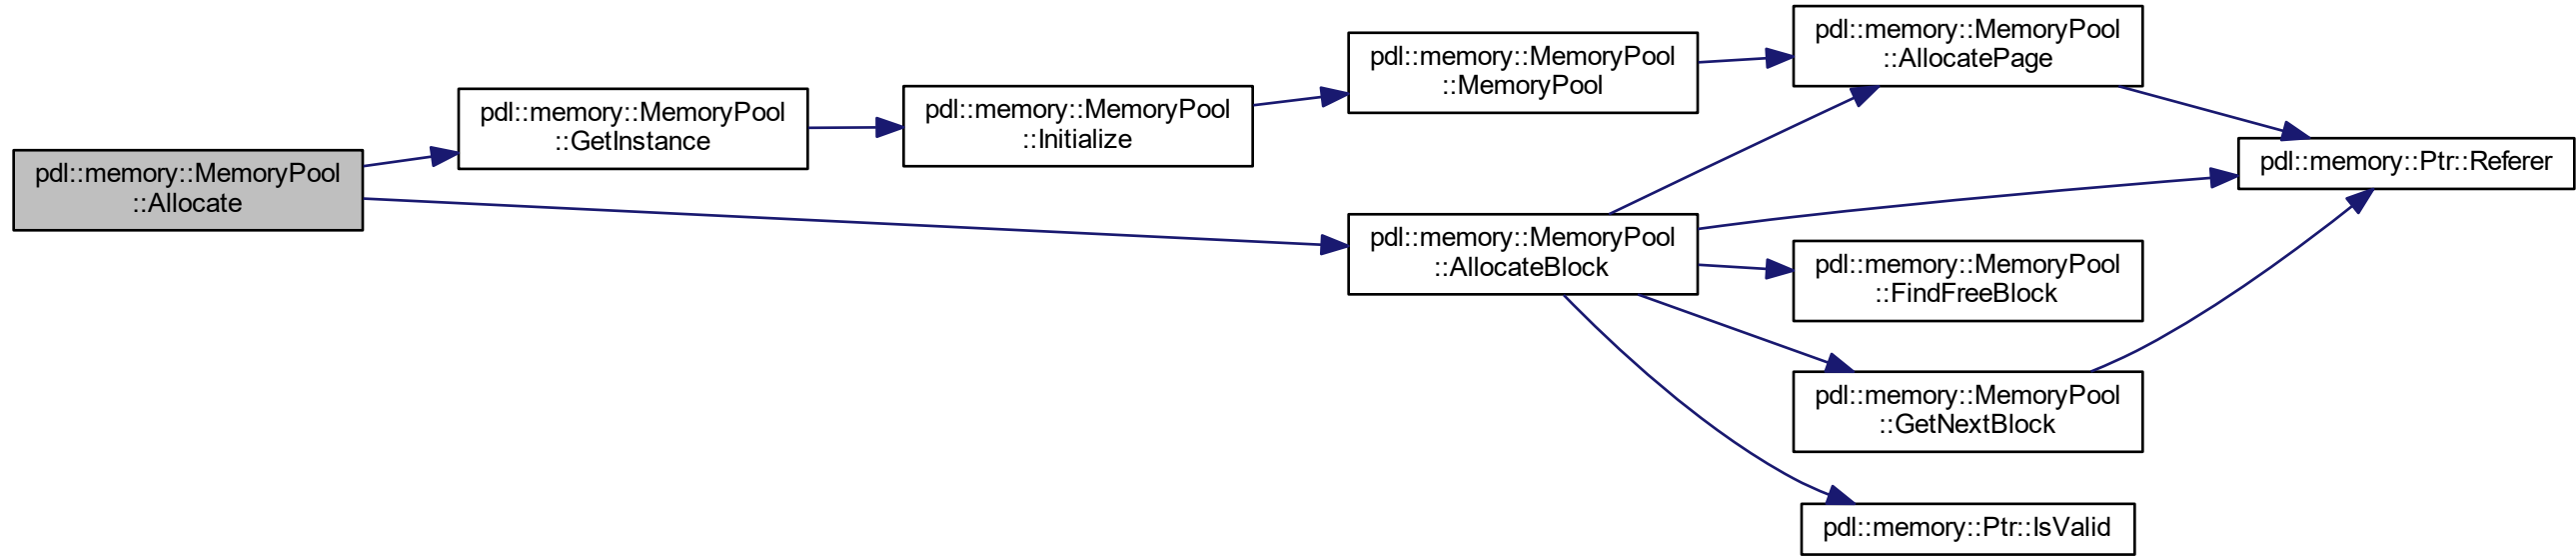 pdl::memory::MemoryPool
::Allocate
pdl::memory::MemoryPool
::GetInstance
pdl::memory::MemoryPool
::Initialize
pdl::memory::MemoryPool
::MemoryPool
pdl::memory::MemoryPool
::AllocatePage
pdl::memory::Ptr::Referer
pdl::memory::MemoryPool
::AllocateBlock
pdl::memory::MemoryPool
::FindFreeBlock
pdl::memory::MemoryPool
::GetNextBlock
pdl::memory::Ptr::IsValid